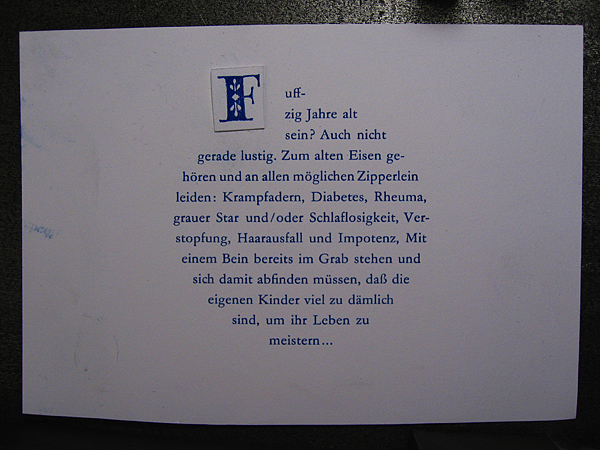 F uff-
zig Jahre alt
sein? Auch nicht
gerade lustig. Zum alten Eisen ge-
hören und an allen möglichen Zipperlein
leiden: Krampfadern, Diabetes, Rheuma,
grauer Star und/oder Schlaflosigkeit, Ver-
stopfung, Haarausfall und Impotenz, Mit
einem Bein bereits im Grab stehen und
sich damit abfinden müssen, daß die
eigenen Kinder viel zu dämlich
sind, um ihr Leben zu
meistern...